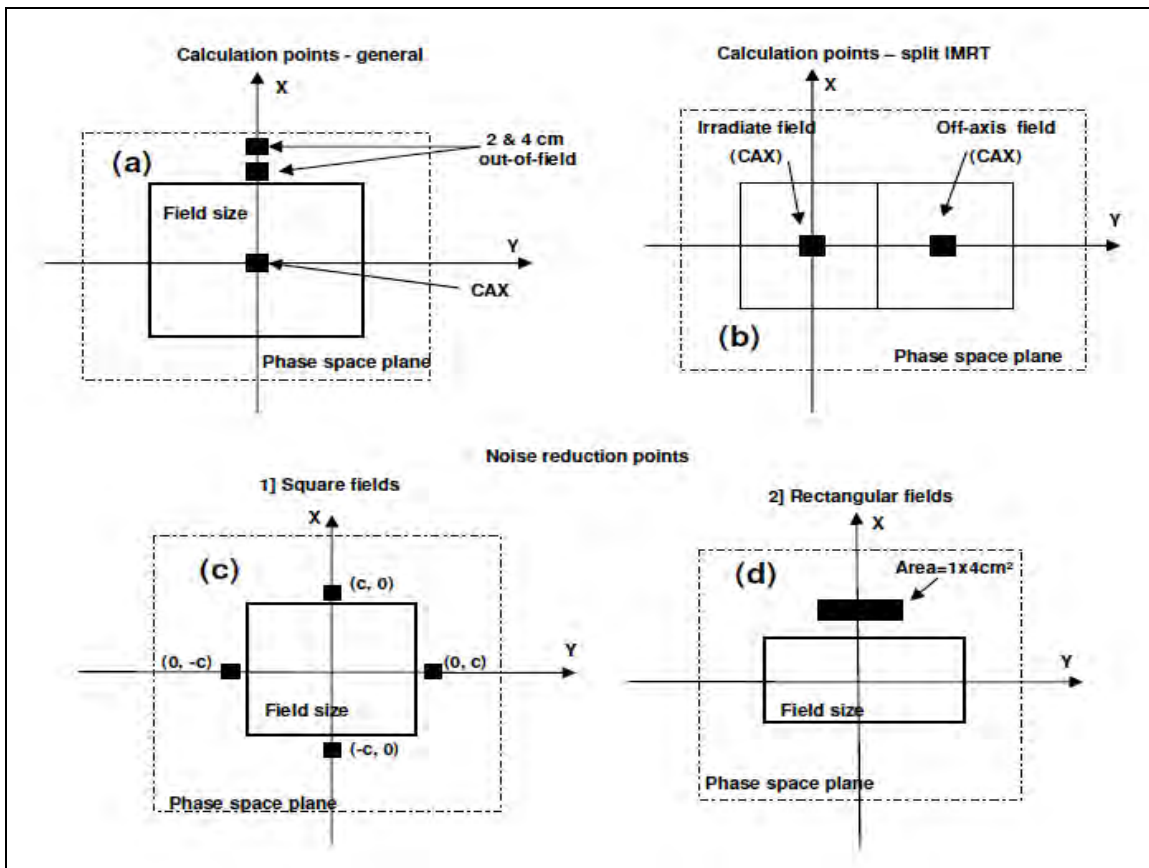 Calculation points - general
X
(a)
2 & 4 cm
out-of-field
Field size
Y
CAX
Phase space plane
Calculation points – split IMRT
X
Irradiate field
(CAX)
Off-axis field
(CAX)
Y
(b)
Phase space plane
Noise reduction points
1] Square fields
X
(c)
(c, 0)
(0, -c)
(0, c)
Y
Field size
(-c, 0)
Phase space plane
2] Rectangular fields
X
(d)
Area=1x4cm²
Y
Field size
Phase space plane